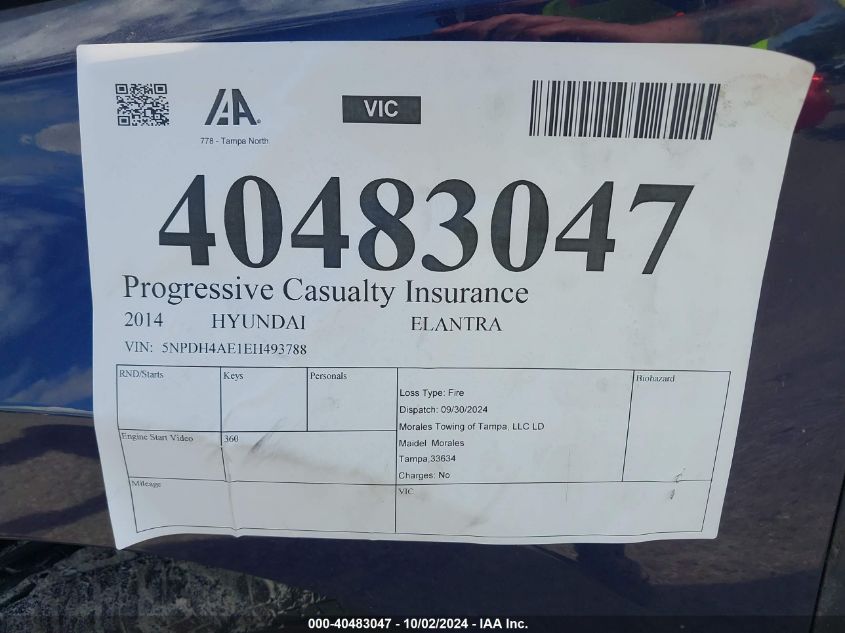 IAA.
VIC
778 - Tampa North
40483047
Progressive Casualty Insurance
2014 HYUNDAI ELANTRA
VIN: 5NPDH4AE1EH493788
RND/Starts
Keys
Personals
Biohazard
Loss Type: Fire
Dispatch: 09/30/2024
Morales Towing of Tampa, LLC LD
Maidel Morales
Tampa,33634
Charges: No
Engine Start Video
360
Mileage
VIC
000-40483047 - 10/02/2024 - IAA Inc.